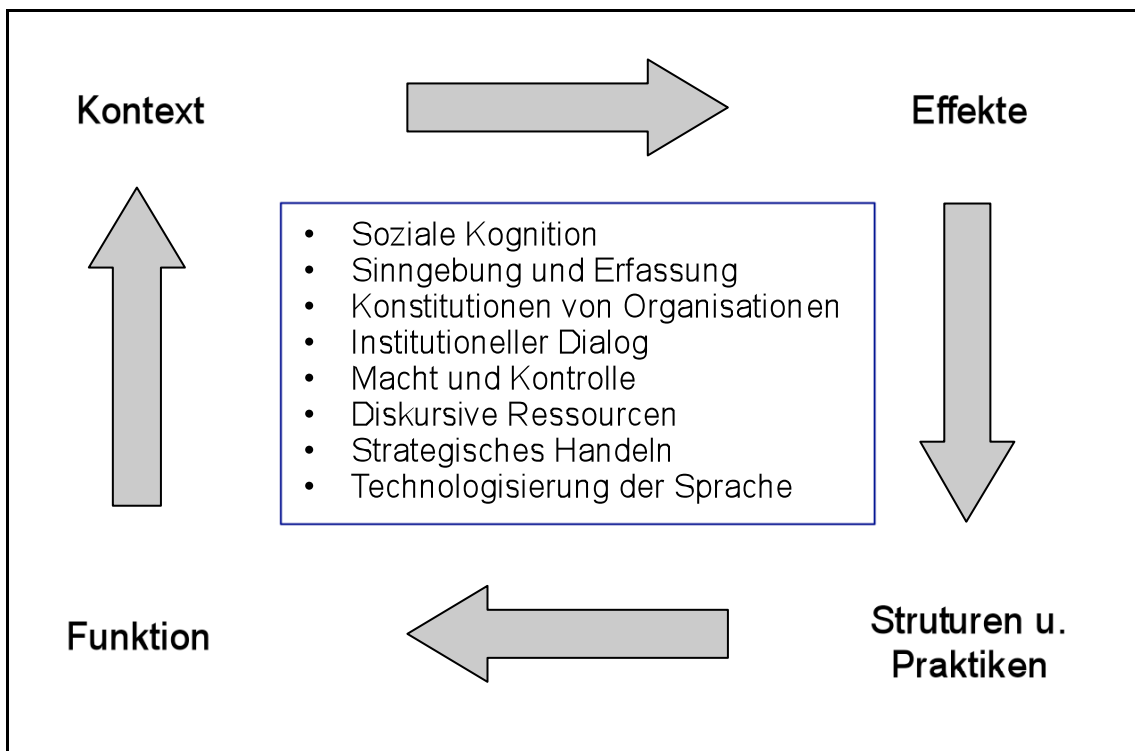 Kontext
Effekte
• Soziale Kognition
• Sinngebung und Erfassung
• Konstitutionen von Organisationen
• Institutioneller Dialog
• Macht und Kontrolle
• Diskursive Ressourcen
• Strategisches Handeln
• Technologisierung der Sprache
Funktion
Struturen u.
Praktiken